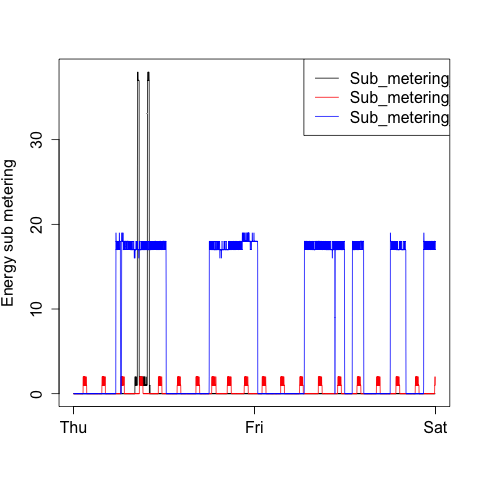 Sub_metering
Sub_metering
Sub_metering
Energy sub metering
30
20
10
0
Thu Fri Sat